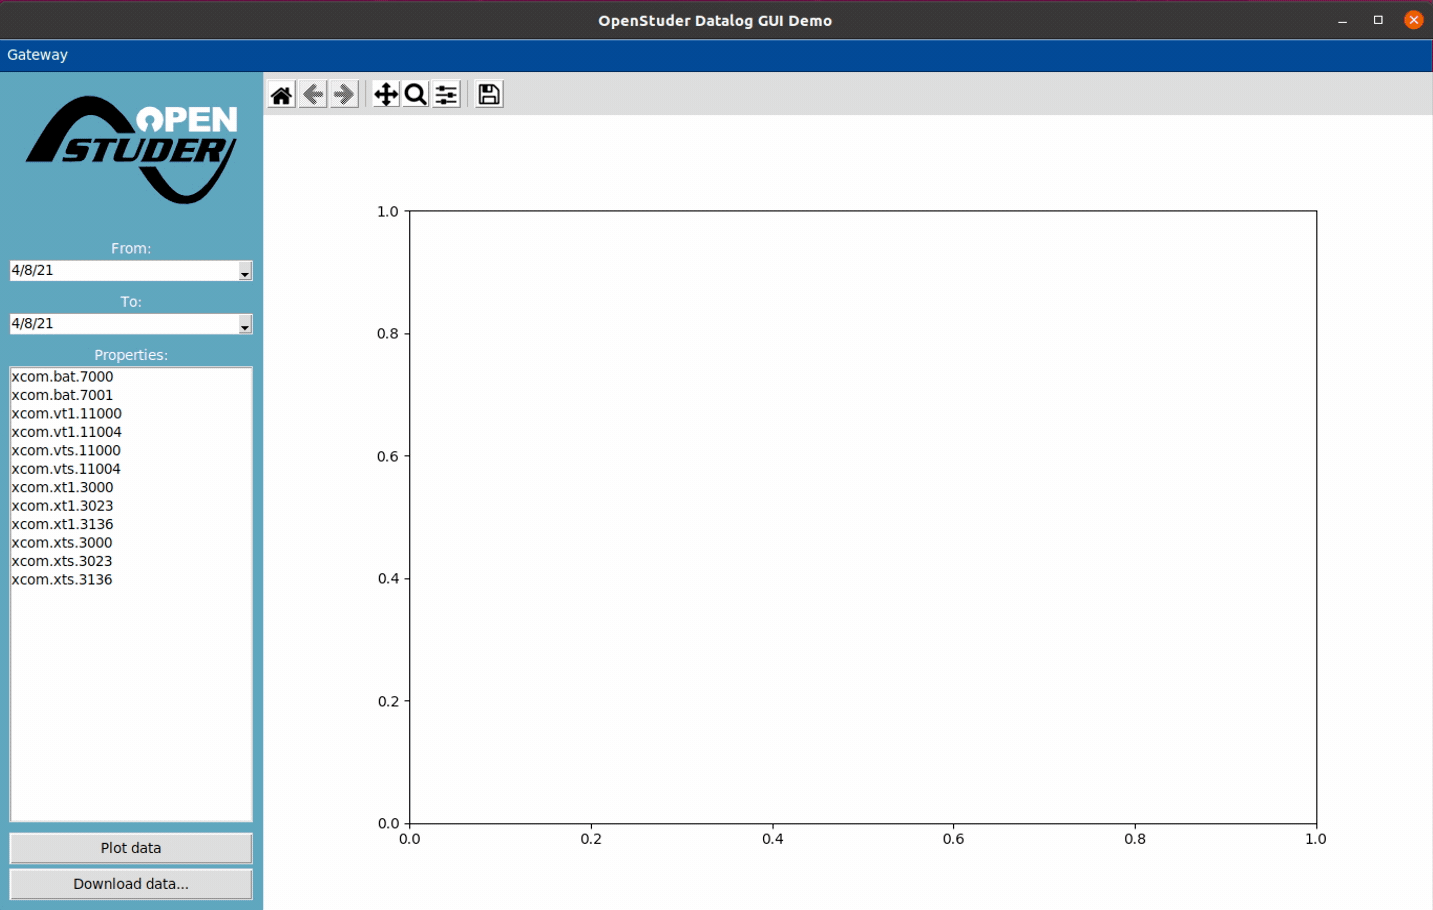 OpenStuder Datalog GUI Demo
Gateway
OPEN
STUDER
From:
4/8/21
To:
4/8/21
Properties:
xcom.bat.7000
xcom.bat.7001
xcom.vt1.11000
xcom.vt1.11004
xcom.vts.11000
xcom.vts.11004
xcom.xt1.3000
xcom.xt1.3023
xcom.xt1.3136
xcom.xts.3000
xcom.xts.3023
xcom.xts.3136
Plot data
Download data...
1.0
0.8
0.6
0.4
0.2
0.0
0.0 0.2 0.4 0.6 0.8 1.0